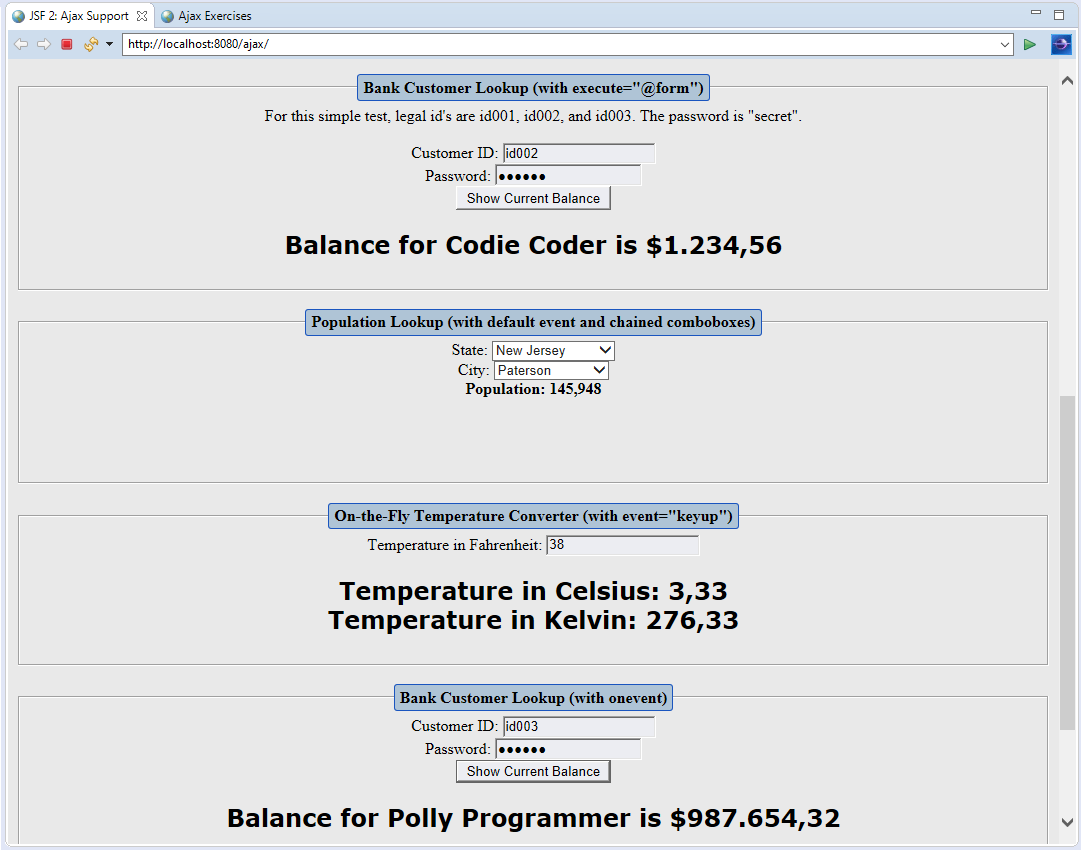 JSF 2: Ajax Support
Ajax Exercises
http://localhost:8080/ajax/
Bank Customer Lookup (with execute="@form")
For this simple test, legal id's are id001, id002, and id003. The password is "secret".
Customer ID: id002
Password: ●●●●●●
Show Current Balance
Balance for Codie Coder is $1.234,56
Population Lookup (with default event and chained comboboxes)
State: New Jersey
City: Paterson
Population: 145,948
On-the-Fly Temperature Converter (with event="keyup")
Temperature in Fahrenheit: 38
Temperature in Celsius: 3,33
Temperature in Kelvin: 276,33
Bank Customer Lookup (with onevent)
Customer ID: id003
Password: ●●●●●●
Show Current Balance
Balance for Polly Programmer is $987.654,32